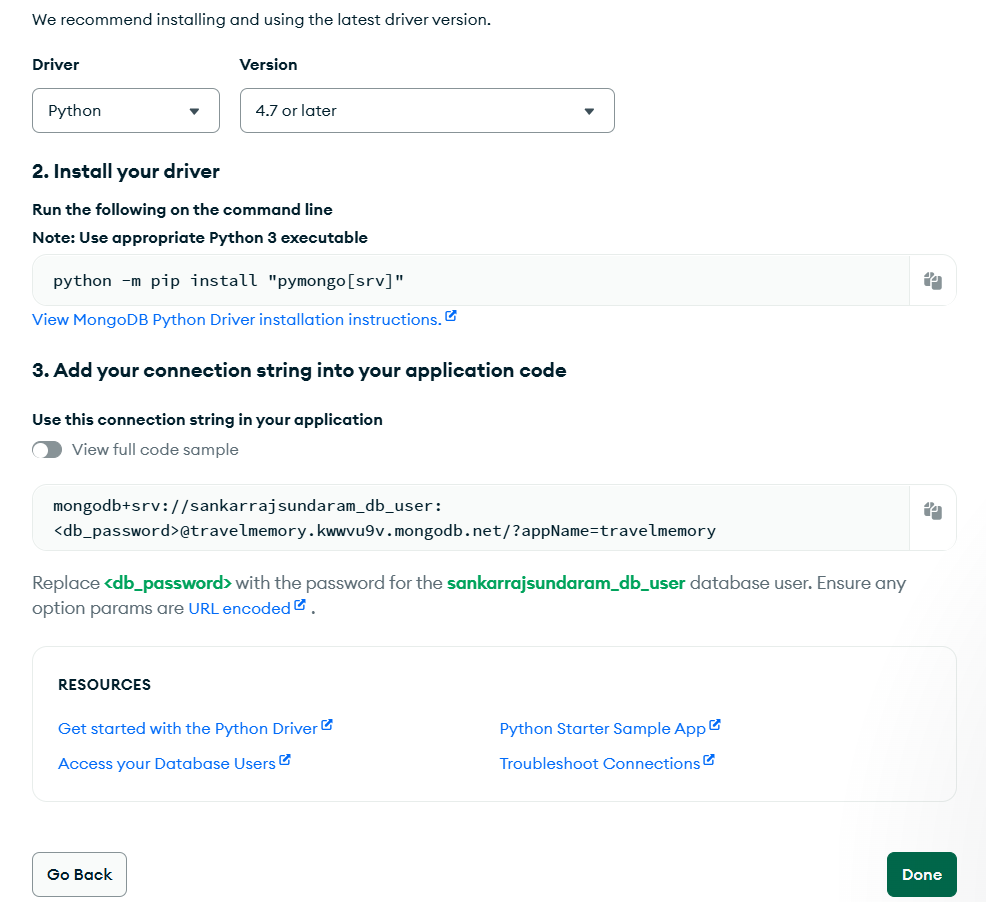 We recommend installing and using the latest driver version.
Driver
Version
Python
4.7 or later
2. Install your driver
Run the following on the command line
Note: Use appropriate Python 3 executable
python -m pip install "pymongo[srv]"
View MongoDB Python Driver installation instructions.
3. Add your connection string into your application code
Use this connection string in your application
View full code sample
mongodb+srv://sankarrajsundaram_db_user:
<db_password>@travelmemory.kwwvu9v.mongodb.net/?appName=travelmemory
Replace <db_password> with the password for the sankarrajsundaram_db_user database user. Ensure any
option params are URL encoded .
RESOURCES
Get started with the Python Driver
Python Starter Sample App
Access your Database Users
Troubleshoot Connections
Go Back
Done